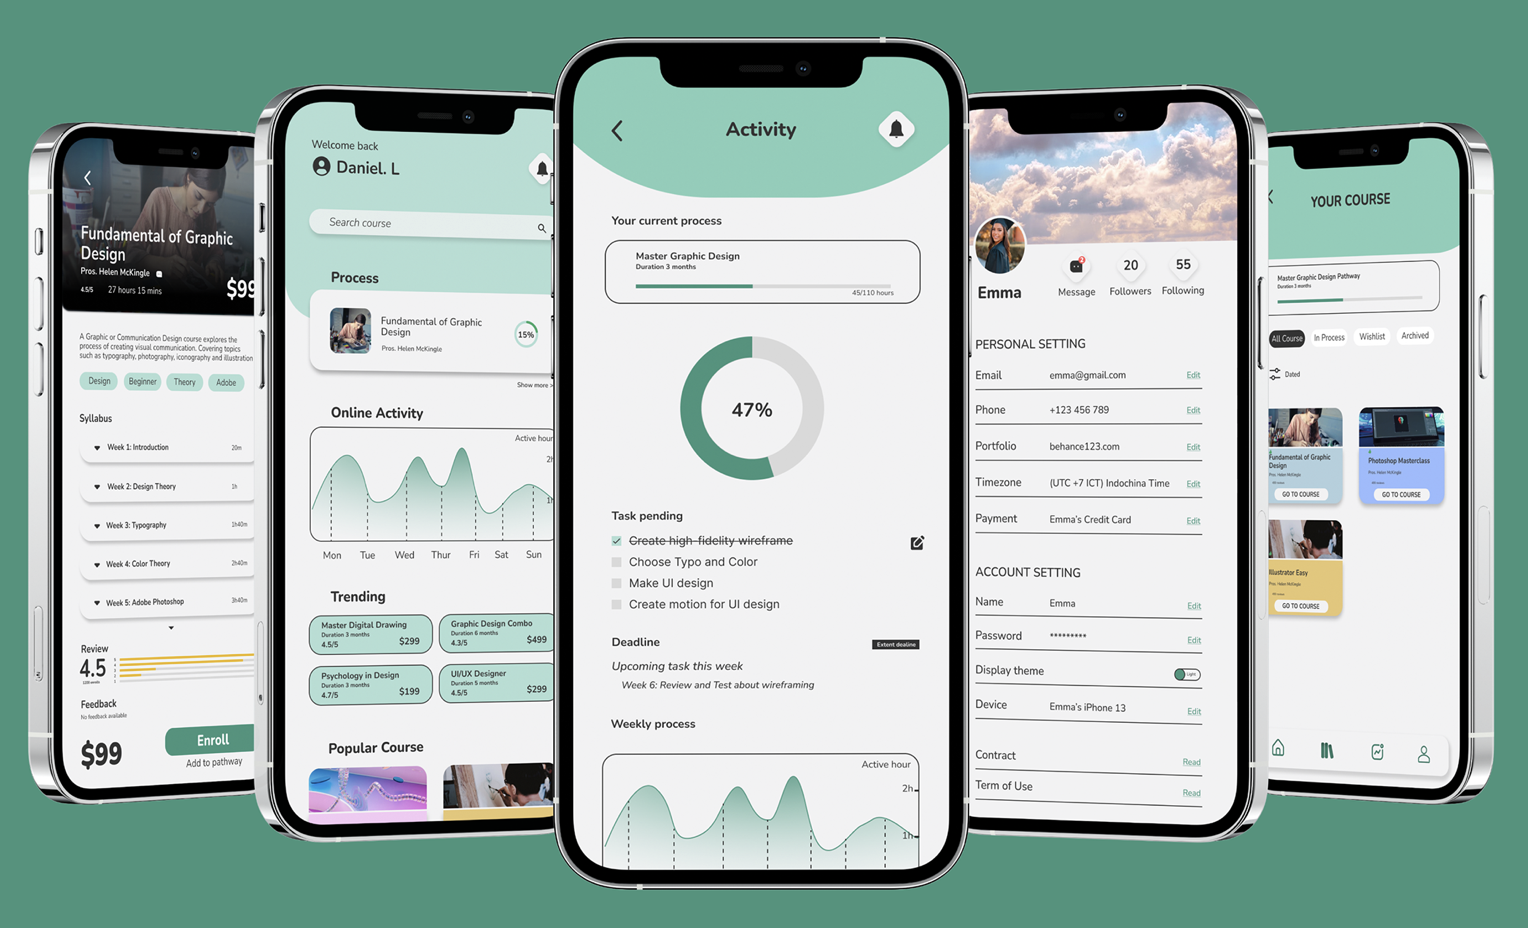 Fundamental of Graphic
Design
Pros. Helen McKingle
4.5/5
27 hours 15 mins
$99
A Graphic or Communication Design course explores the
process of creating visual communication. Covering topics
such as typography, photography, iconography and illustration
Design
Beginner
Theory
Adobe
Syllabus
Week 1: Introduction
20m
Week 2: Design Theory
1h
Week 3: Typography
1h40m
Week 4: Color Theory
2h40m
Week 5: Adobe Photoshop
3h40m
Review
4.5
Feedback
No feedback available
$99
Enroll
Add to pathway
Welcome back
Daniel. L
Search course
Process
Fundamental of Graphic
Design
Pros. Helen McKingle
15%
Show more >
Online Activity
Active hour
2h
1h
Mon Tue Wed Thur Fri Sat Sun
Trending
Master Digital Drawing
Duration 3 months
4.5/5
$299
Graphic Design Combo
Duration 6 months
4.3/5
$499
Psychology in Design
Duration 3 months
4.7/5
$199
UI/UX Designer
Duration 5 months
4.5/5
$299
Popular Course
Activity
Your current process
Master Graphic Design
Duration 3 months
45/110 hours
47%
Task pending
Create high-fidelity wireframe
Choose Typo and Color
Make UI design
Create motion for UI design
Deadline
Extent dealine
Upcoming task this week
Week 6: Review and Test about wireframing
Weekly process
Active hour
2h
1h
Emma
2
Message
20
Followers
55
Following
PERSONAL SETTING
Email
emma@gmail.com
Edit
Phone
+123 456 789
Edit
Portfolio
behance123.com
Edit
Timezone
(UTC +7 ICT) Indochina Time
Edit
Payment
Emma's Credit Card
Edit
ACCOUNT SETTING
Name
Emma
Edit
Password
*********
Edit
Display theme
Light
Device
Emma's iPhone 13
Edit
Contract
Read
Term of Use
Read
YOUR COURSE
Master Graphic Design Pathway
Duration 3 months
All Course
In Process
Wishlist
Archived
Dated
Fundamental of Graphic
Design
Pros. Helen McKingle
GO TO COURSE
Photoshop Masterclass
Pros. Helen McKingle
GO TO COURSE
Illustrator Easy
Pros. Helen McKingle
GO TO COURSE